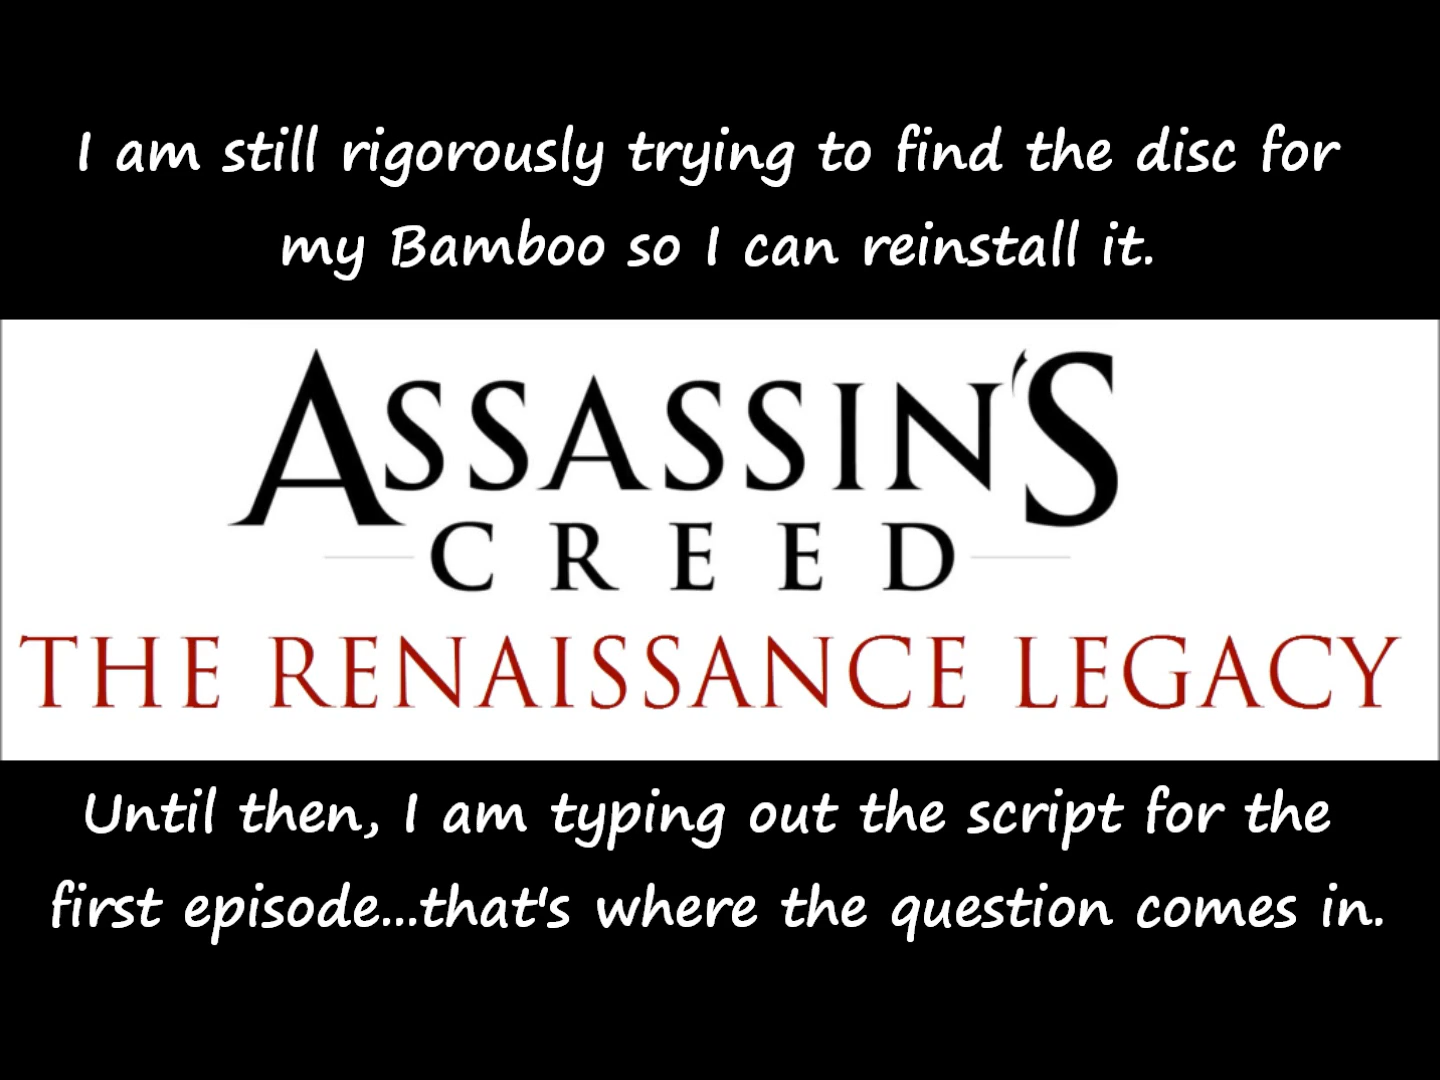 I am still rigorously trying to find the disc for
my Bamboo so I can reinstall it.
ASSASSIN'S
CREED
THE RENAISSANCE LEGACY
Until then, I am typing out the script for the
first episode...that's where the question comes in.